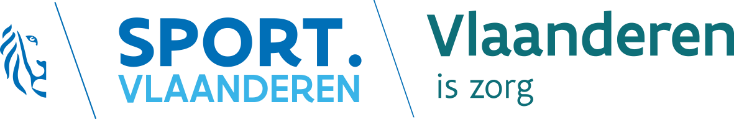 SPORT.
VLAANDEREN
Vlaanderen
is zorg